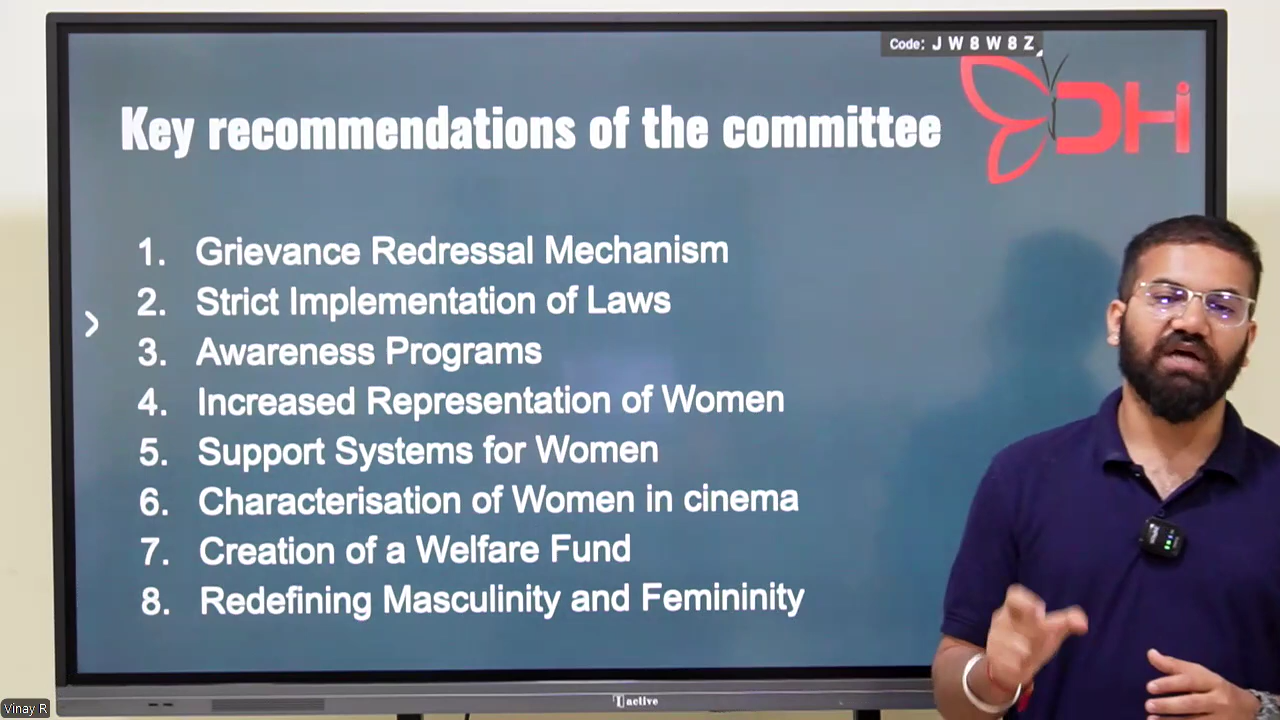 Code: J W 8 W 8 Z
DHi
Key recommendations of the committee
1. Grievance Redressal Mechanism
2. Strict Implementation of Laws
3. Awareness Programs
4. Increased Representation of Women
5. Support Systems for Women
6. Characterisation of Women in cinema
7. Creation of a Welfare Fund
8. Redefining Masculinity and Femininity
Vinay R
Tactive